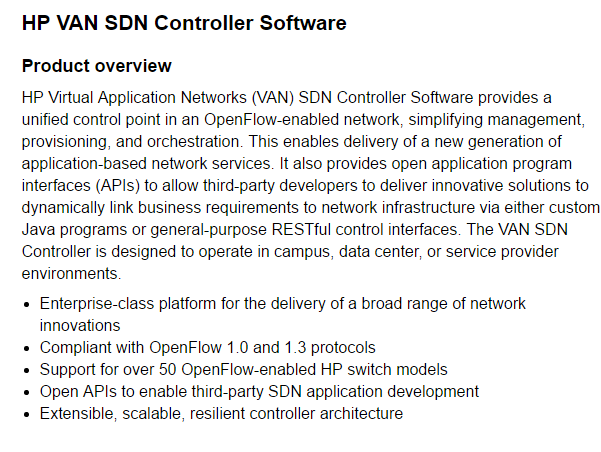 HP VAN SDN Controller Software
Product overview
HP Virtual Application Networks (VAN) SDN Controller Software provides a
unified control point in an OpenFlow-enabled network, simplifying management,
provisioning, and orchestration. This enables delivery of a new generation of
application-based network services. It also provides open application program
interfaces (APIs) to allow third-party developers to deliver innovative solutions to
dynamically link business requirements to network infrastructure via either custom
Java programs or general-purpose RESTful control interfaces. The VAN SDN
Controller is designed to operate in campus, data center, or service provider
environments.
• Enterprise-class platform for the delivery of a broad range of network
innovations
• Compliant with OpenFlow 1.0 and 1.3 protocols
• Support for over 50 OpenFlow-enabled HP switch models
• Open APIs to enable third-party SDN application development
• Extensible, scalable, resilient controller architecture